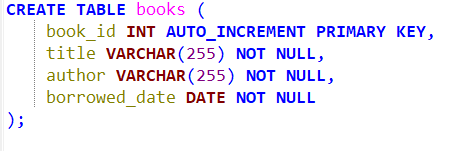 CREATE TABLE books (
    book_id INT AUTO_INCREMENT PRIMARY KEY,
    title VARCHAR(255) NOT NULL,
    author VARCHAR(255) NOT NULL,
    borrowed_date DATE NOT NULL
);